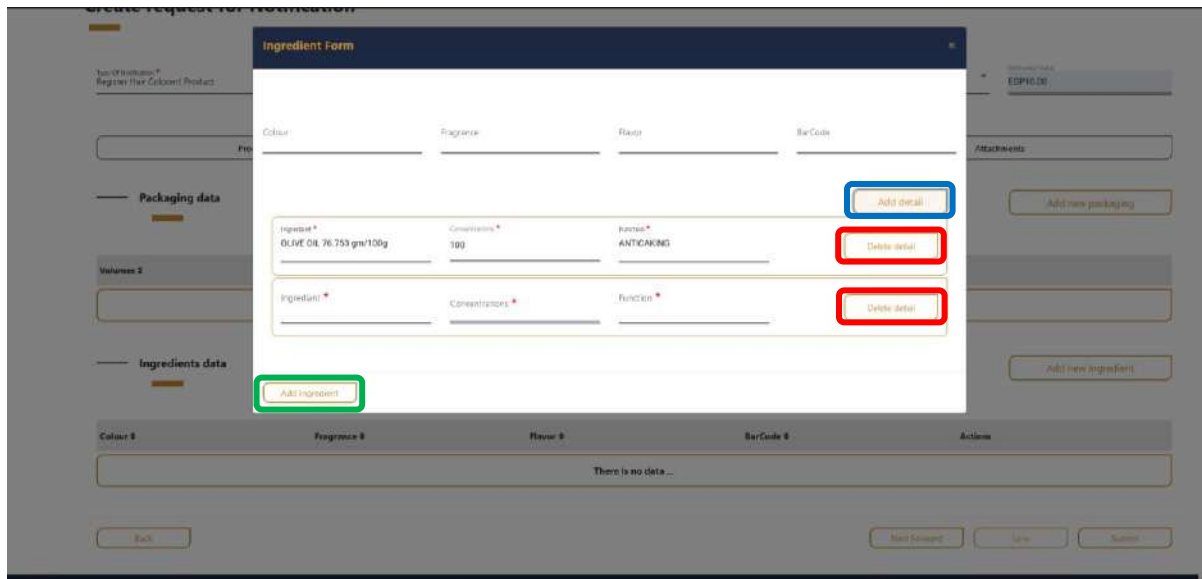 Create request for Notification
Ingredient Form
×
Type Of Notification *
Register Hair Colorant Product
EGP10.00
Colour
Fragrance
Flavor
BarCode
Pro
Attachments
Packaging data
Add detail
Add new packaging
Ingrediant *
Concentrations *
Function *
OLIVE OIL 76.753 gm/100g
100
ANTICAKING
Delete detail
Volumes
Ingrediant *
Concentrations *
Function *
Delete detail
Ingredients data
Add new ingredient
Add ingredient
Colour
Fragrance
Flavor
BarCode
Actions
There is no data ...
Back
Next Forward
Save
Submit